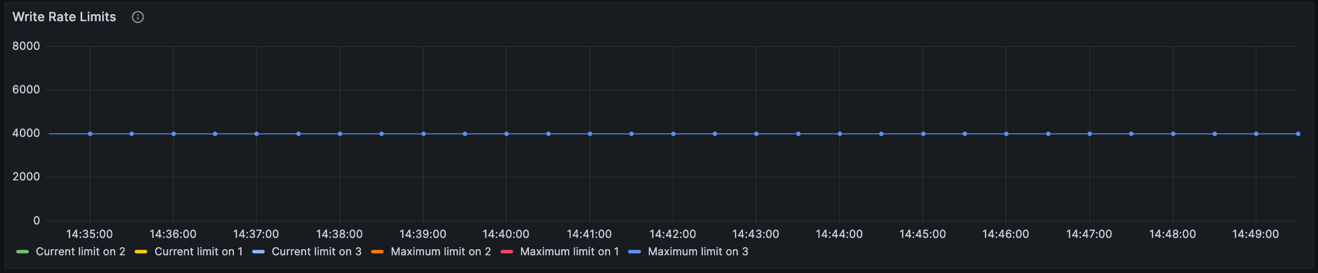 Write Rate Limits
8000
6000
4000
2000
0
14:35:00 14:36:00 14:37:00 14:38:00 14:39:00 14:40:00 14:41:00 14:42:00 14:43:00 14:44:00 14:45:00 14:46:00 14:47:00 14:48:00 14:49:00
Current limit on 2 Current limit on 1 Current limit on 3 Maximum limit on 2 Maximum limit on 1 Maximum limit on 3